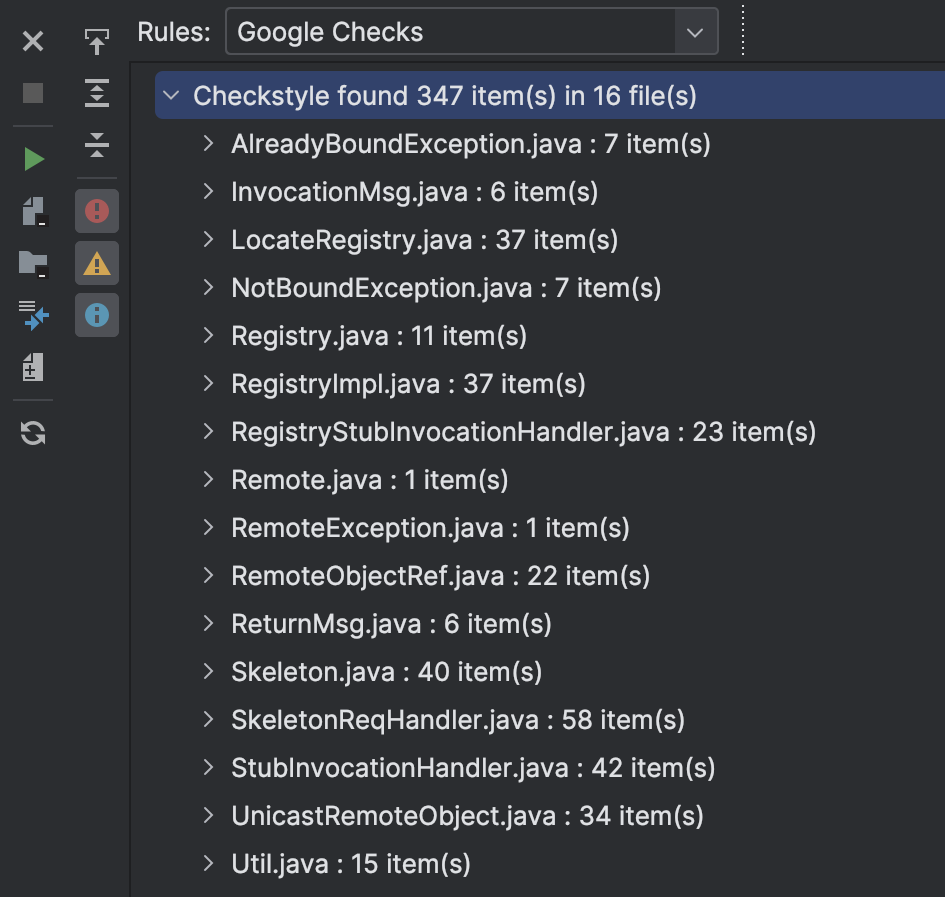 Rules: Google Checks
Checkstyle found 347 item(s) in 16 file(s)
AlreadyBoundException.java : 7 item(s)
InvocationMsg.java : 6 item(s)
LocateRegistry.java : 37 item(s)
NotBoundException.java : 7 item(s)
Registry.java : 11 item(s)
RegistryImpl.java : 37 item(s)
RegistryStubInvocationHandler.java : 23 item(s)
Remote.java : 1 item(s)
RemoteException.java : 1 item(s)
RemoteObjectRef.java : 22 item(s)
ReturnMsg.java : 6 item(s)
Skeleton.java : 40 item(s)
SkeletonReqHandler.java : 58 item(s)
StubInvocationHandler.java : 42 item(s)
UnicastRemoteObject.java : 34 item(s)
Util.java : 15 item(s)